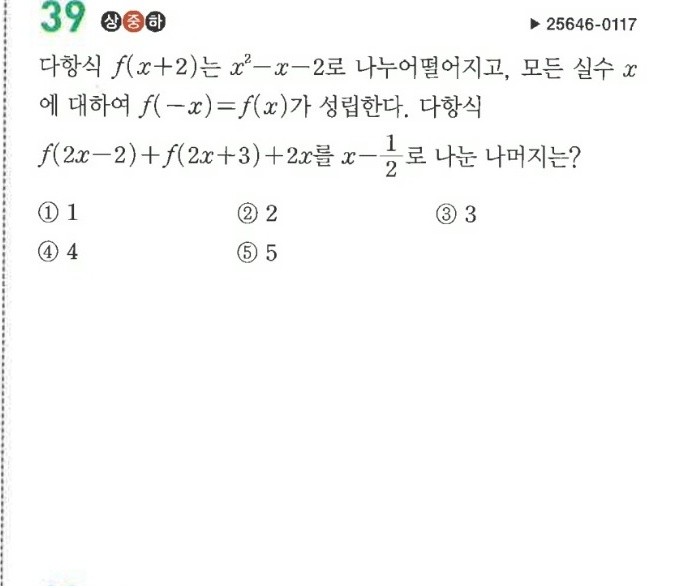 39 상 중 하 ▶ 25646-0117
다항식 f(x+2)는 x²−x−2로 나누어떨어지고, 모든 실수 x
에 대하여 f(−x)=f(x)가 성립한다. 다항식
f(2x−2)+f(2x+3)+2x를 x−1/2로 나눈 나머지는?
① 1 ② 2 ③ 3
④ 4 ⑤ 5